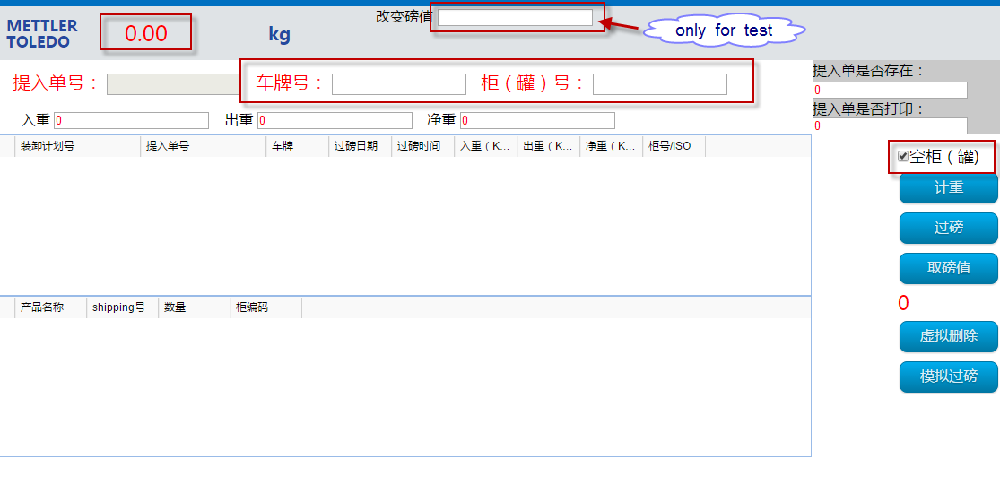 METTLER
TOLEDO
0.00
kg
改变磅值
only for test
提入单号：
车牌号：
柜（罐）号：
提入单是否存在：
0
提入单是否打印：
0
入重 0
出重 0
净重 0
装卸计划号 提入单号 车牌 过磅日期 过磅时间 入重（K... 出重（K... 净重（K... 柜号/ISO
空柜（罐)
计重
过磅
取磅值
0
虚拟删除
模拟过磅
产品名称 shipping号 数量 柜编码